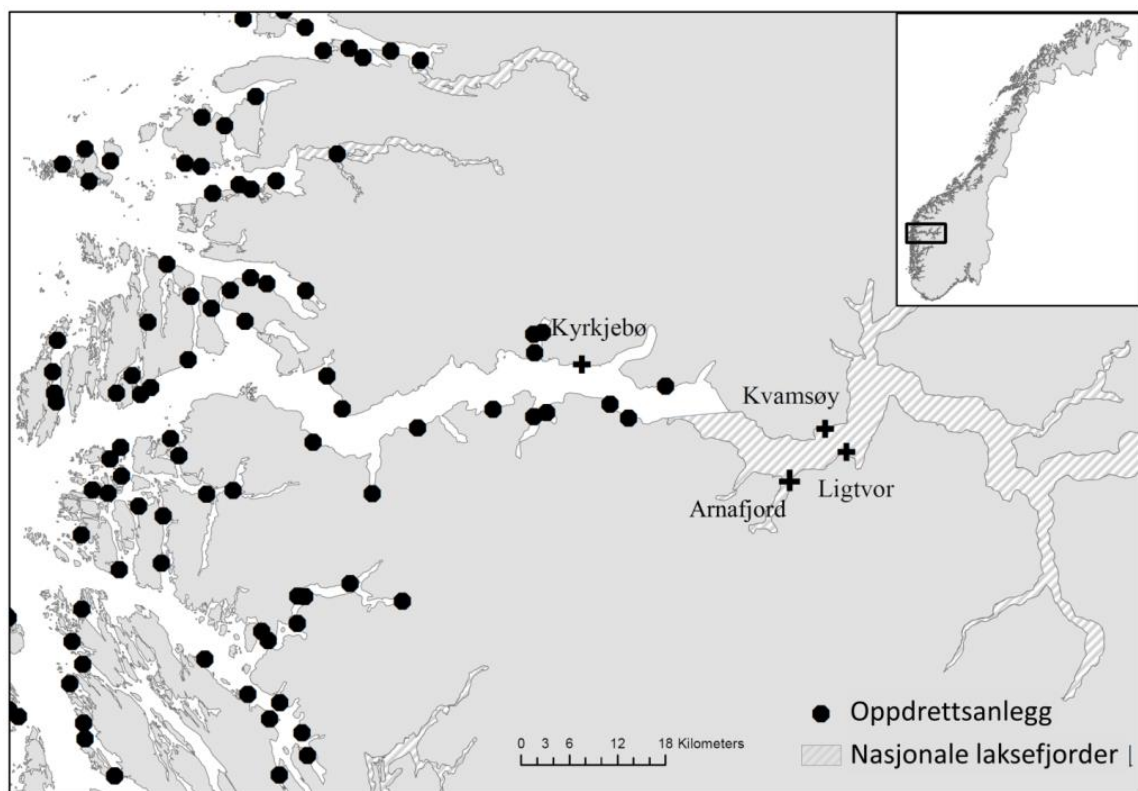 Kyrkjebø
Kvamsøy
Ligtvor
Arnafjord
Oppdrettsanlegg
Nasjonale laksefjorder
0 3 6 12 18 Kilometers